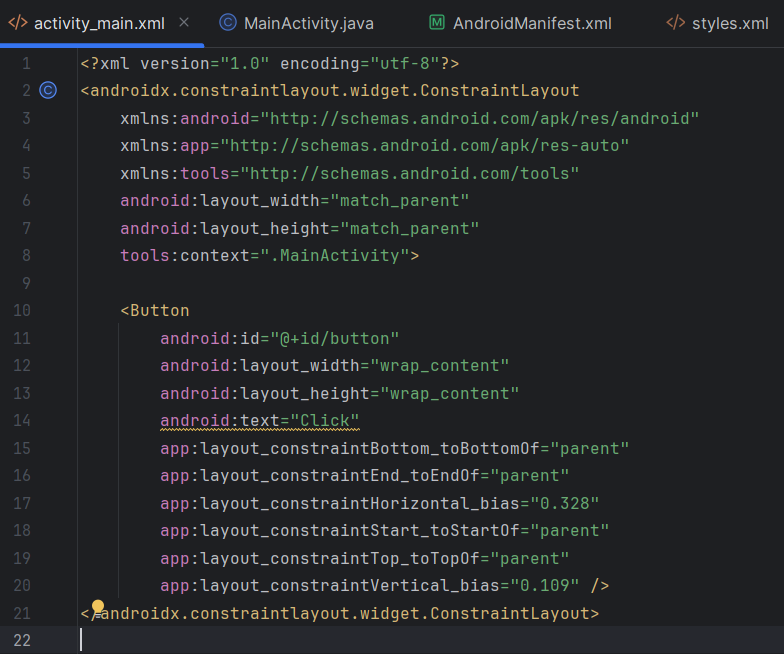 activity_main.xml MainActivity.java AndroidManifest.xml styles.xml
1 <?xml version="1.0" encoding="utf-8"?>
2 <androidx.constraintlayout.widget.ConstraintLayout
3 xmlns:android="http://schemas.android.com/apk/res/android"
4 xmlns:app="http://schemas.android.com/apk/res-auto"
5 xmlns:tools="http://schemas.android.com/tools"
6 android:layout_width="match_parent"
7 android:layout_height="match_parent"
8 tools:context=".MainActivity">
9
10 <Button
11 android:id="@+id/button"
12 android:layout_width="wrap_content"
13 android:layout_height="wrap_content"
14 android:text="Click"
15 app:layout_constraintBottom_toBottomOf="parent"
16 app:layout_constraintEnd_toEndOf="parent"
17 app:layout_constraintHorizontal_bias="0.328"
18 app:layout_constraintStart_toStartOf="parent"
19 app:layout_constraintTop_toTopOf="parent"
20 app:layout_constraintVertical_bias="0.109" />
21 </androidx.constraintlayout.widget.ConstraintLayout>
22